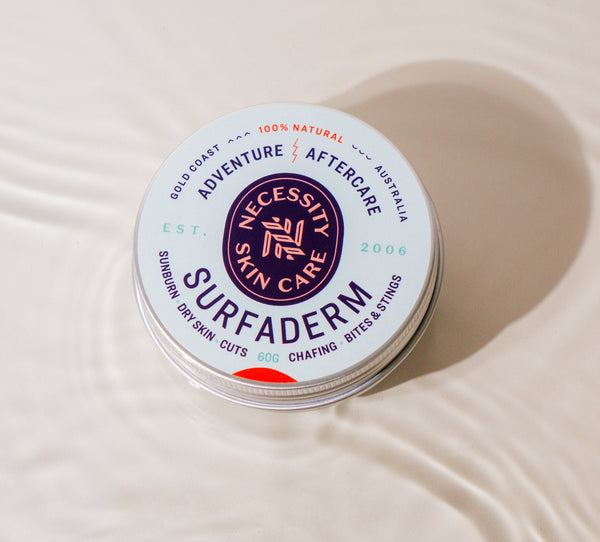 100% NATURAL
GOLD COAST AUSTRALIA
ADVENTURE AFTERCARE
NECESSITY
SKIN CARE
EST. 2006
SURFADERM
SUNBURN · DRY SKIN · CUTS 60G CHAFING · BITES & STINGS